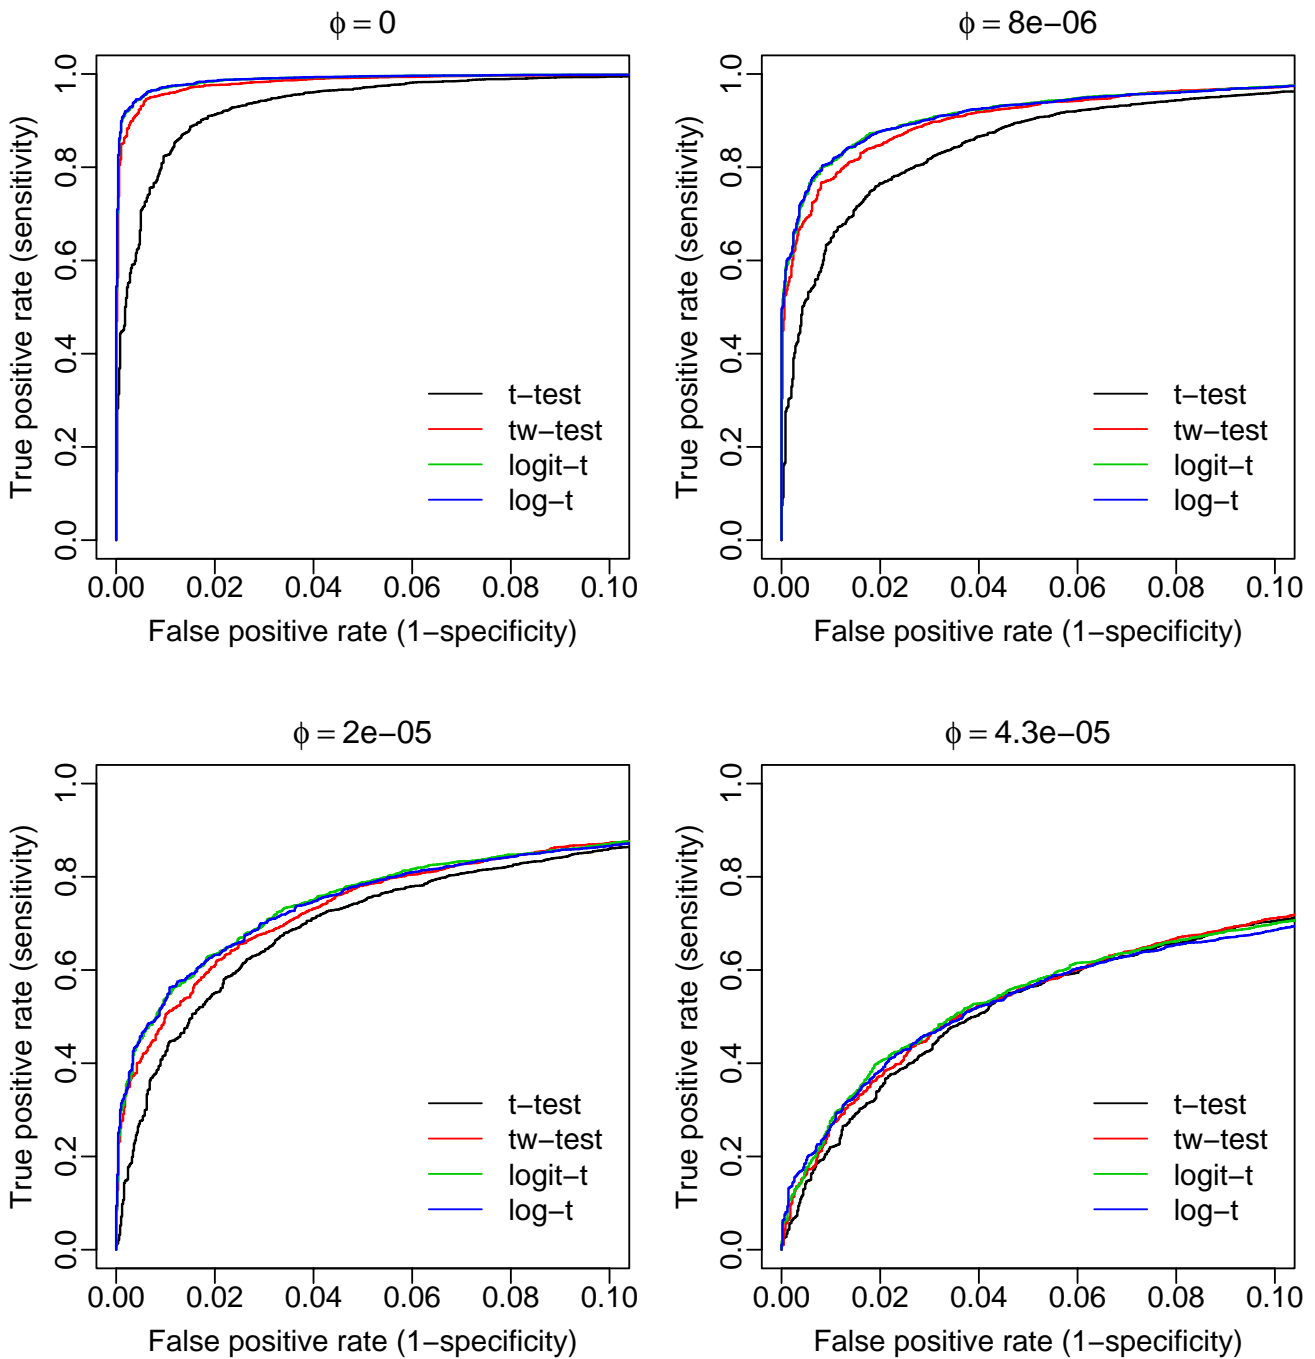 ϕ = 0
True positive rate (sensitivity)
1.0
0.8
0.6
0.4
0.2
0.0
t−test
tw−test
logit−t
log−t
0.00 0.02 0.04 0.06 0.08 0.10
False positive rate (1−specificity)
ϕ = 8e−06
True positive rate (sensitivity)
1.0
0.8
0.6
0.4
0.2
0.0
t−test
tw−test
logit−t
log−t
0.00 0.02 0.04 0.06 0.08 0.10
False positive rate (1−specificity)
ϕ = 2e−05
True positive rate (sensitivity)
1.0
0.8
0.6
0.4
0.2
0.0
t−test
tw−test
logit−t
log−t
0.00 0.02 0.04 0.06 0.08 0.10
False positive rate (1−specificity)
ϕ = 4.3e−05
True positive rate (sensitivity)
1.0
0.8
0.6
0.4
0.2
0.0
t−test
tw−test
logit−t
log−t
0.00 0.02 0.04 0.06 0.08 0.10
False positive rate (1−specificity)